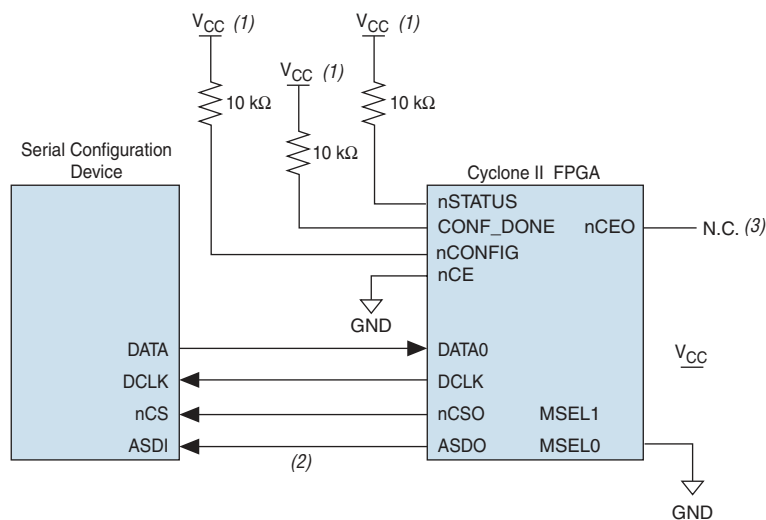 VCC (1)
VCC (1)
VCC (1)
10 kΩ
10 kΩ
10 kΩ
Serial Configuration
Device
Cyclone II FPGA
nSTATUS
CONF_DONE
nCEO
N.C. (3)
nCONFIG
nCE
GND
DATA
DATA0
VCC
DCLK
DCLK
nCS
nCSO
MSEL1
ASDI
ASDO
MSEL0
(2)
GND